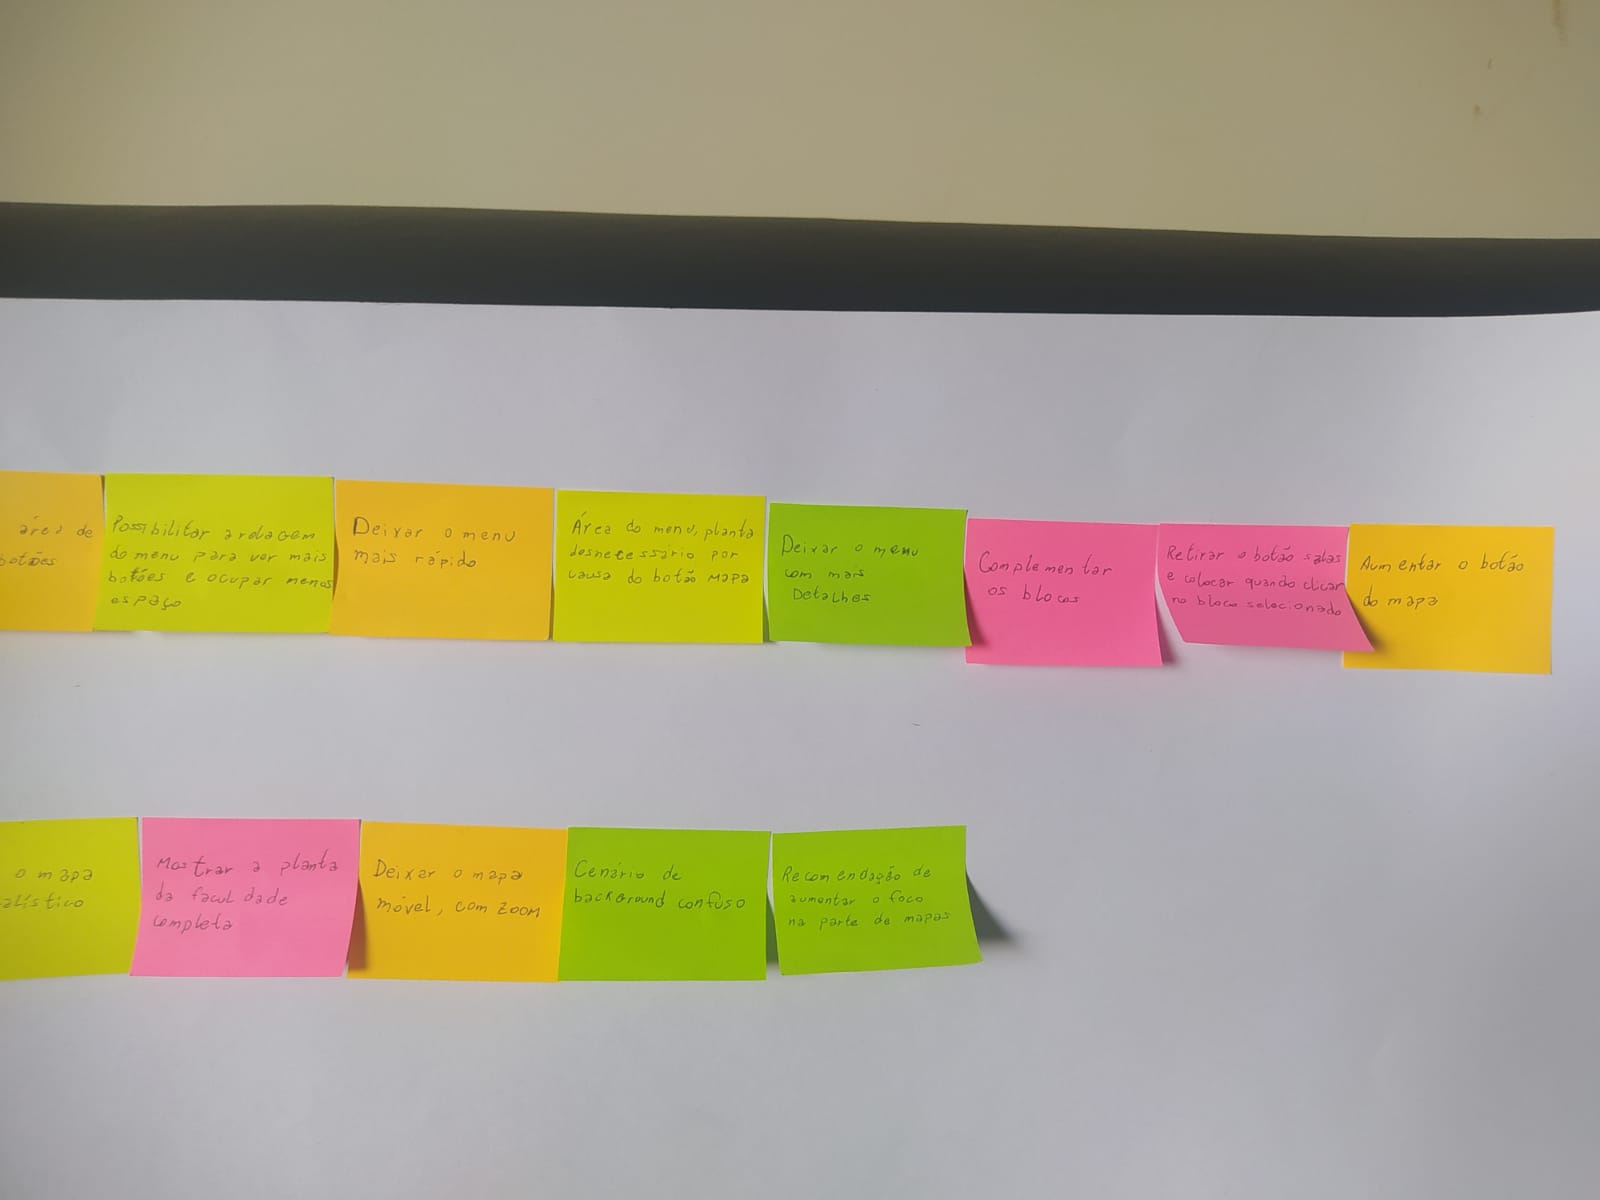 área de
botões
Possibilitar a rolagem
do menu para ver mais
botões e ocupar menos
espaço
Deixar o menu
mais rápido
Área do menu, planta
desnecessário por
causa do botão MAPA
Deixar o menu
com mais
Detalhes
Complementar
os blocos
Retirar o botão salas
e colocar quando clicar
no bloco selecionado
Aumentar o botão
do mapa
o mapa
alístico
Mostrar a planta
da faculdade
completa
Deixar o mapa
móvel, com zoom
Cenário de
background confuso
Recomendação de
aumentar o foco
na parte de mapas